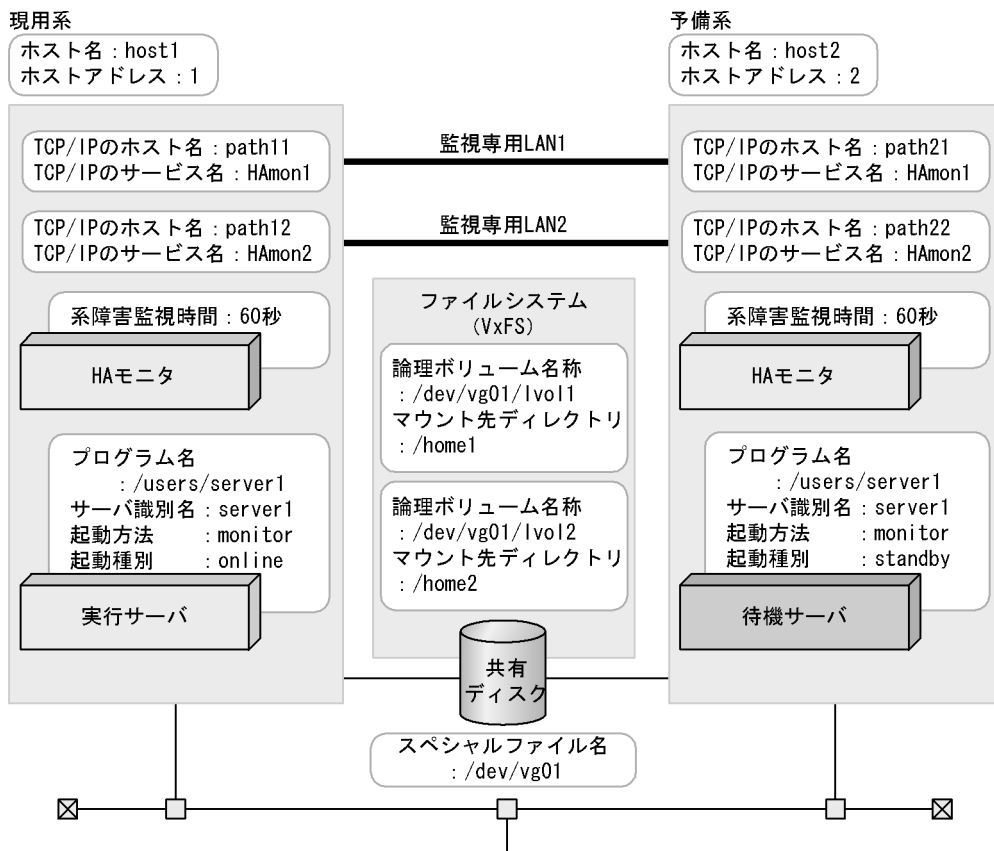 現用系
ホスト名：host1
ホストアドレス：1
TCP/IPのホスト名：path11
TCP/IPのサービス名：HAmon1
TCP/IPのホスト名：path12
TCP/IPのサービス名：HAmon2
系障害監視時間：60秒
HAモニタ
プログラム名
：/users/server1
サーバ識別名：server1
起動方法　　：monitor
起動種別　　：online
実行サーバ
監視専用LAN1
監視専用LAN2
ファイルシステム
(VxFS)
論理ボリューム名称
：/dev/vg01/lvol1
マウント先ディレクトリ
：/home1
論理ボリューム名称
：/dev/vg01/lvol2
マウント先ディレクトリ
：/home2
共有
ディスク
スペシャルファイル名
：/dev/vg01
予備系
ホスト名：host2
ホストアドレス：2
TCP/IPのホスト名：path21
TCP/IPのサービス名：HAmon1
TCP/IPのホスト名：path22
TCP/IPのサービス名：HAmon2
系障害監視時間：60秒
HAモニタ
プログラム名
：/users/server1
サーバ識別名：server1
起動方法　　：monitor
起動種別　　：standby
待機サーバ